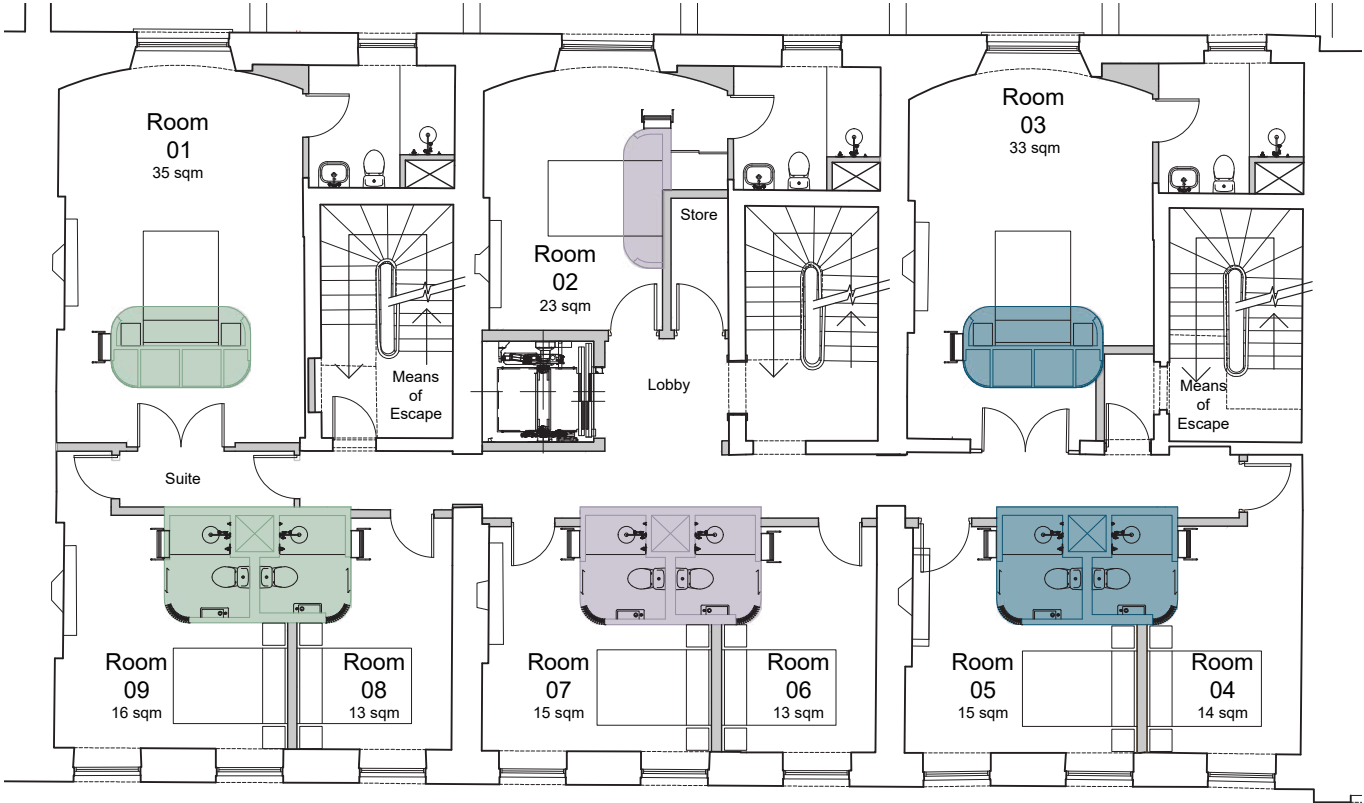 Room
01
35 sqm
Room
03
33 sqm
Store
Room
02
23 sqm
Means
of
Escape
Lobby
Means
of
Escape
Suite
Room
09
16 sqm
Room
08
13 sqm
Room
07
15 sqm
Room
06
13 sqm
Room
05
15 sqm
Room
04
14 sqm